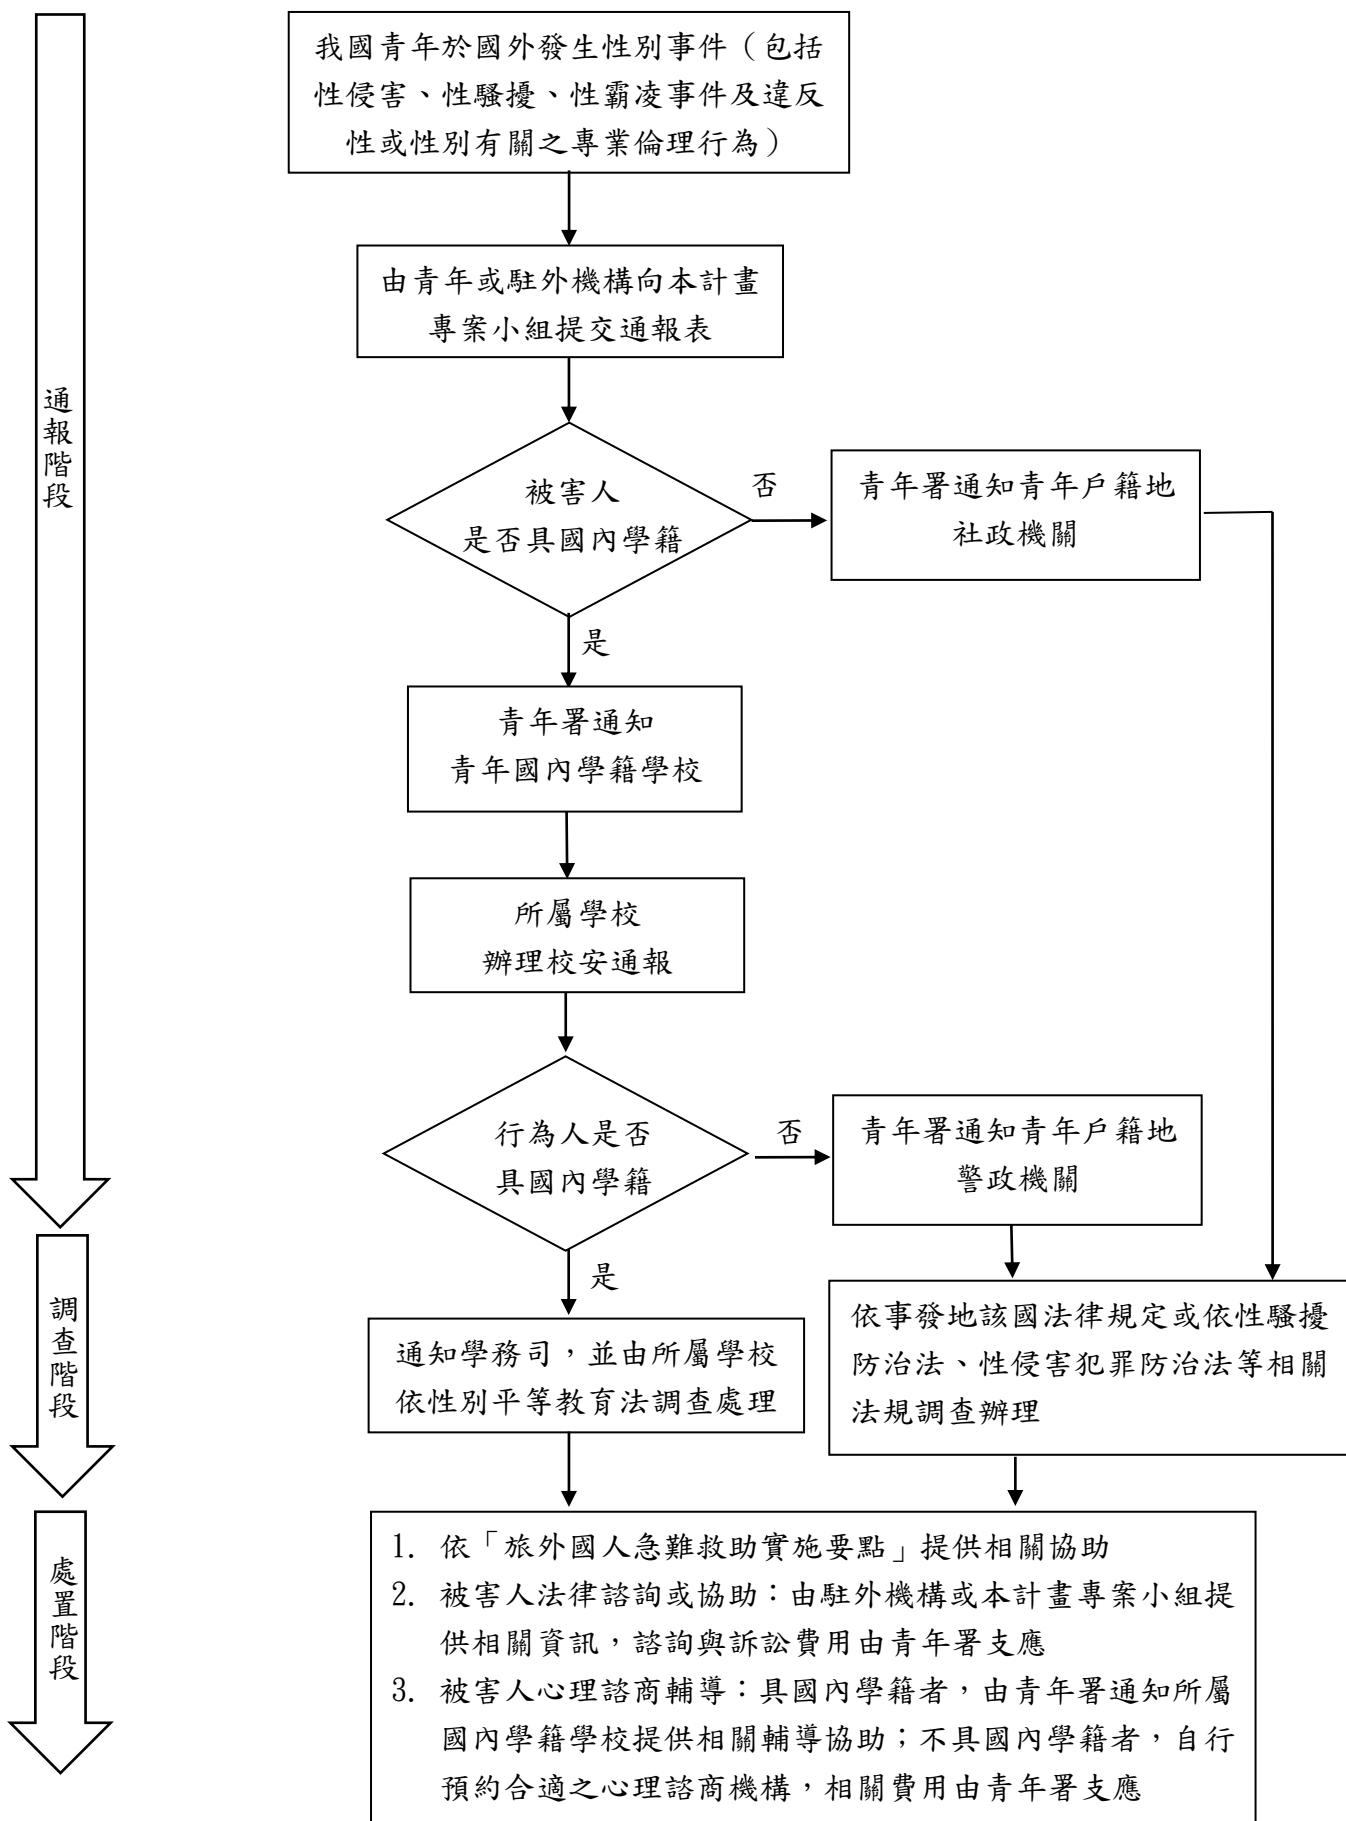 我國青年於國外發生性別事件（包括
性侵害、性騷擾、性霸凌事件及違反
性或性別有關之專業倫理行為）
由青年或駐外機構向本計畫
專案小組提交通報表
通報階段
被害人
是否具國內學籍
否
青年署通知青年戶籍地
社政機關
是
青年署通知
青年國內學籍學校
所屬學校
辦理校安通報
行為人是否
具國內學籍
否
青年署通知青年戶籍地
警政機關
是
調查階段
通知學務司，並由所屬學校
依性別平等教育法調查處理
依事發地該國法律規定或依性騷擾
防治法、性侵害犯罪防治法等相關
法規調查辦理
處置階段
1. 依「旅外國人急難救助實施要點」提供相關協助
2. 被害人法律諮詢或協助：由駐外機構或本計畫專案小組提
供相關資訊，諮詢與訴訟費用由青年署支應
3. 被害人心理諮商輔導：具國內學籍者，由青年署通知所屬
國內學籍學校提供相關輔導協助；不具國內學籍者，自行
預約合適之心理諮商機構，相關費用由青年署支應